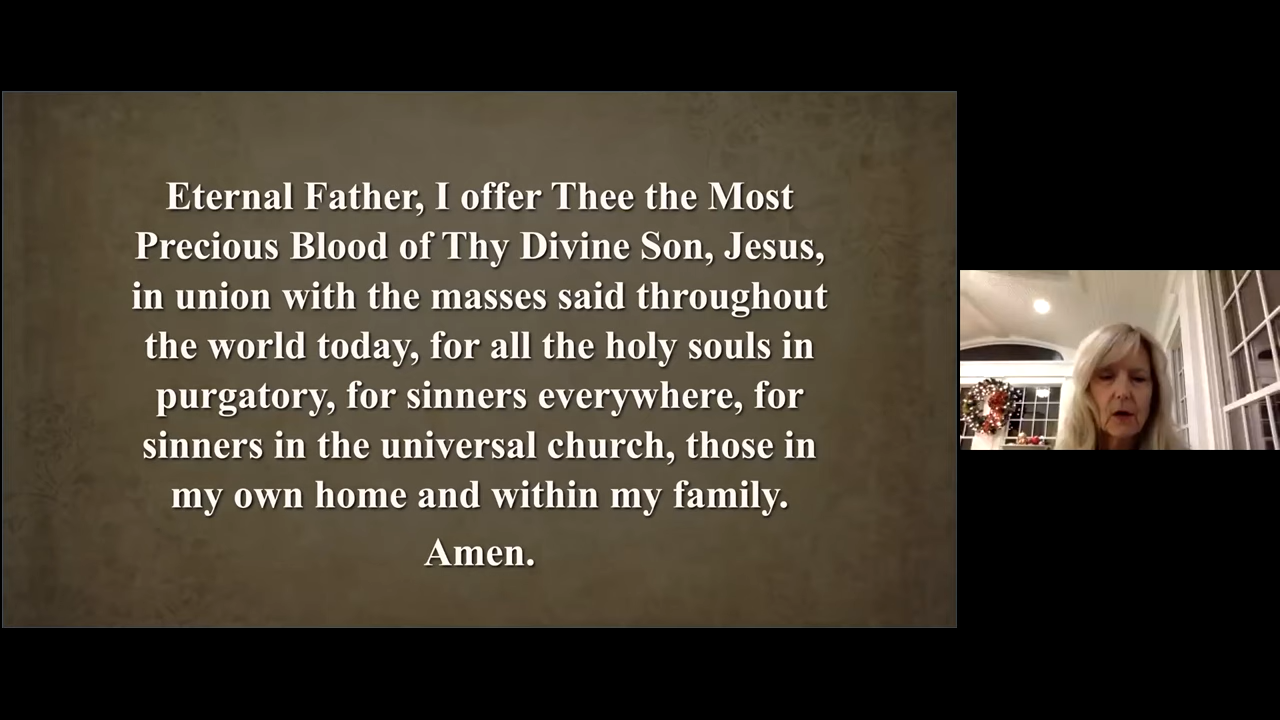 Eternal Father, I offer Thee the Most
Precious Blood of Thy Divine Son, Jesus,
in union with the masses said throughout
the world today, for all the holy souls in
purgatory, for sinners everywhere, for
sinners in the universal church, those in
my own home and within my family.
Amen.